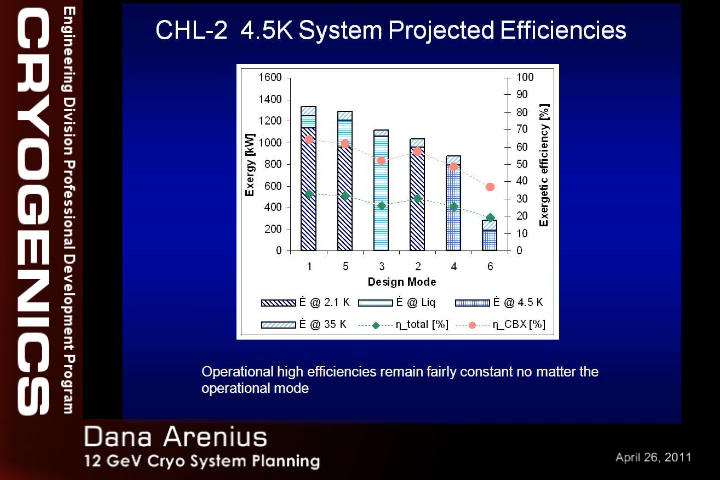 Engineering Division Professional Development Program
CRYOGENICS
CHL-2 4.5K System Projected Efficiencies
1600
1400
1200
1000
800
600
400
200
0
Exergy [kW]
100
90
80
70
60
50
40
30
20
10
0
Exergetic efficiency [%]
1 5 3 2 4 6
Design Mode
Ė @ 2.1 K Ė @ Liq Ė @ 4.5 K
Ė @ 35 K η_total [%] η_CBX [%]
Operational high efficiencies remain fairly constant no matter the
operational mode
Dana Arenius
12 GeV Cryo System Planning
April 26, 2011